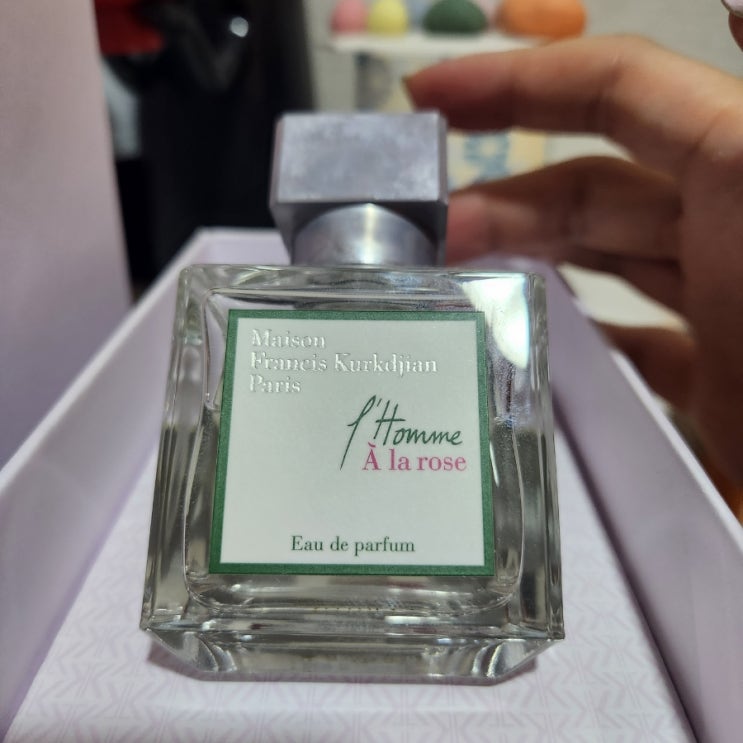 Maison
Francis Kurkdjian
Paris
l'Homme
À la rose
Eau de parfum